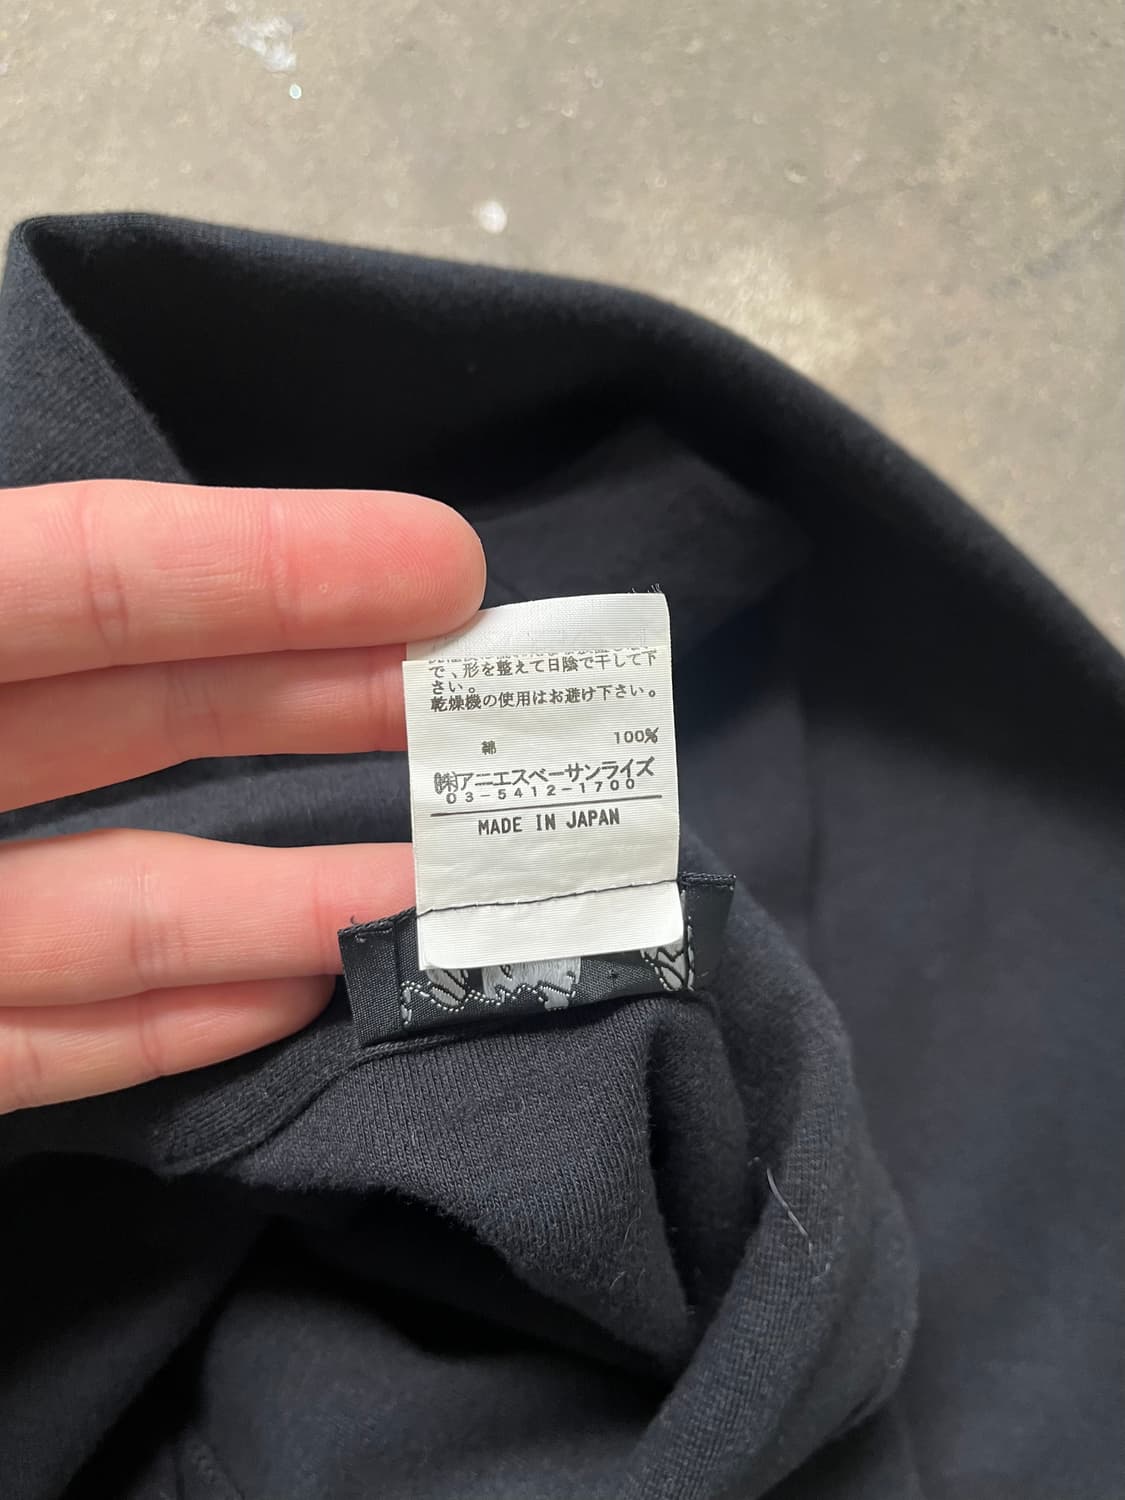 で、形を整えて日陰で干して下
さい。
乾燥機の使用はお避け下さい。
綿 100%
(株)アニエスベーサンライズ
03-5412-1700
MADE IN JAPAN